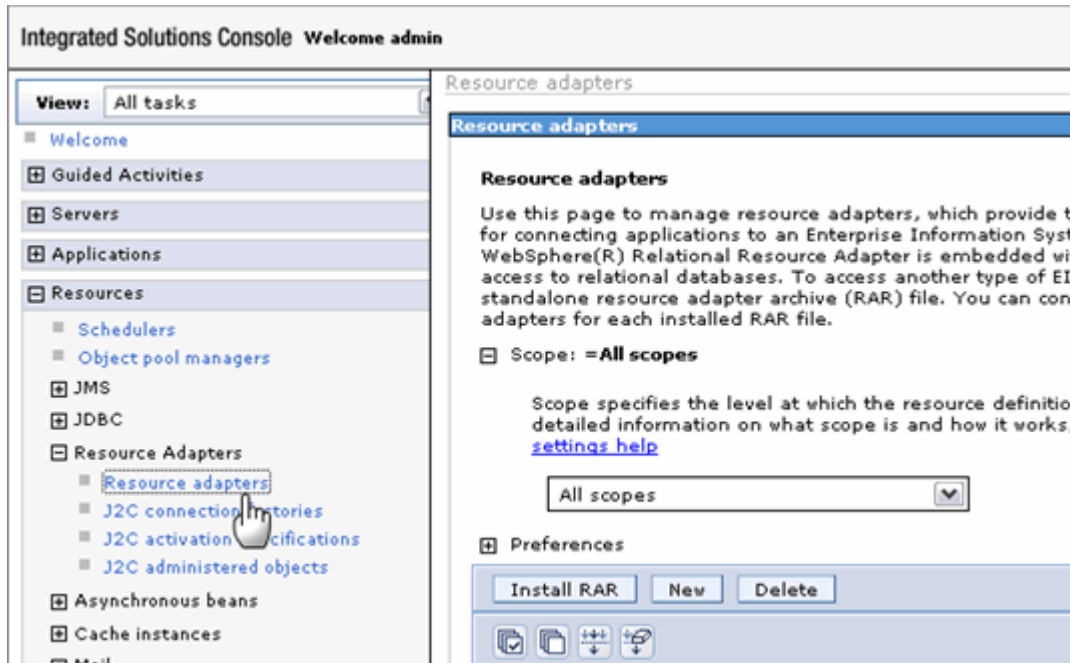 Integrated Solutions Console Welcome admin
View: All tasks
Welcome
Guided Activities
Servers
Applications
Resources
Schedulers
Object pool managers
JMS
JDBC
Resource Adapters
Resource adapters
J2C connection tories
J2C activation cifications
J2C administered objects
Asynchronous beans
Cache instances
Resource adapters
Resource adapters
Resource adapters
Use this page to manage resource adapters, which provide t
for connecting applications to an Enterprise Information Syst
WebSphere(R) Relational Resource Adapter is embedded wi
access to relational databases. To access another type of EI
standalone resource adapter archive (RAR) file. You can con
adapters for each installed RAR file.
Scope: =All scopes
Scope specifies the level at which the resource definitio
detailed information on what scope is and how it works,
settings help
All scopes
Preferences
Install RAR New Delete